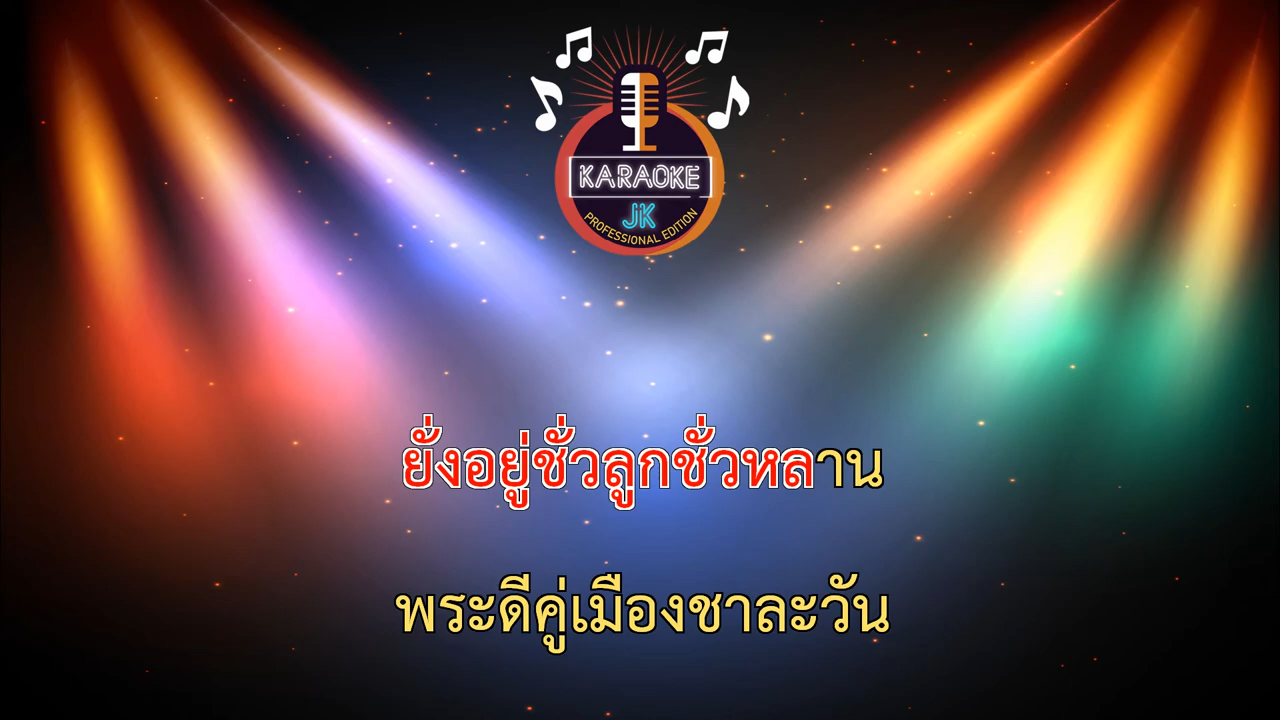 KARAOKE
JK
PROFESSIONAL EDITION
ยั่งอยู่ชั่วลูกชั่วหลาน
พระดีคู่เมืองชาละวัน